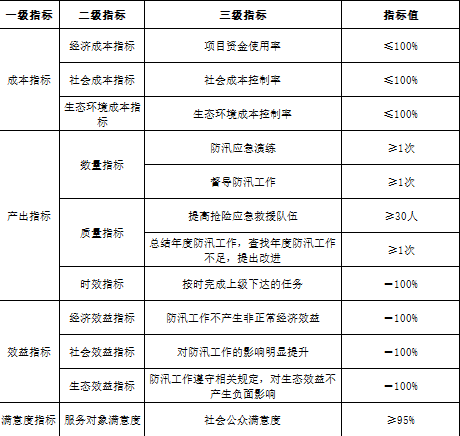 一级指标 二级指标 三级指标 指标值
成本指标 经济成本指标 项目资金使用率 ≤100%
社会成本指标 社会成本控制率 ≤100%
生态环境成本指
标 生态环境成本控制率 ≤100%
产出指标 数量指标 防汛应急演练 ≥1次
督导防汛工作 ≥1次
质量指标 提高抢险应急救援队伍 ≥30人
总结年度防汛工作，查找年度防汛工作
不足，提出改进 ≥1次
时效指标 按时完成上级下达的任务 =100%
效益指标 经济效益指标 防汛工作不产生非正常经济效益 =100%
社会效益指标 对防汛工作的影响明显提升 =100%
生态效益指标 防汛工作遵守相关规定，对生态效益不
产生负面影响 =100%
满意度指标 服务对象满意度 社会公众满意度 ≥95%